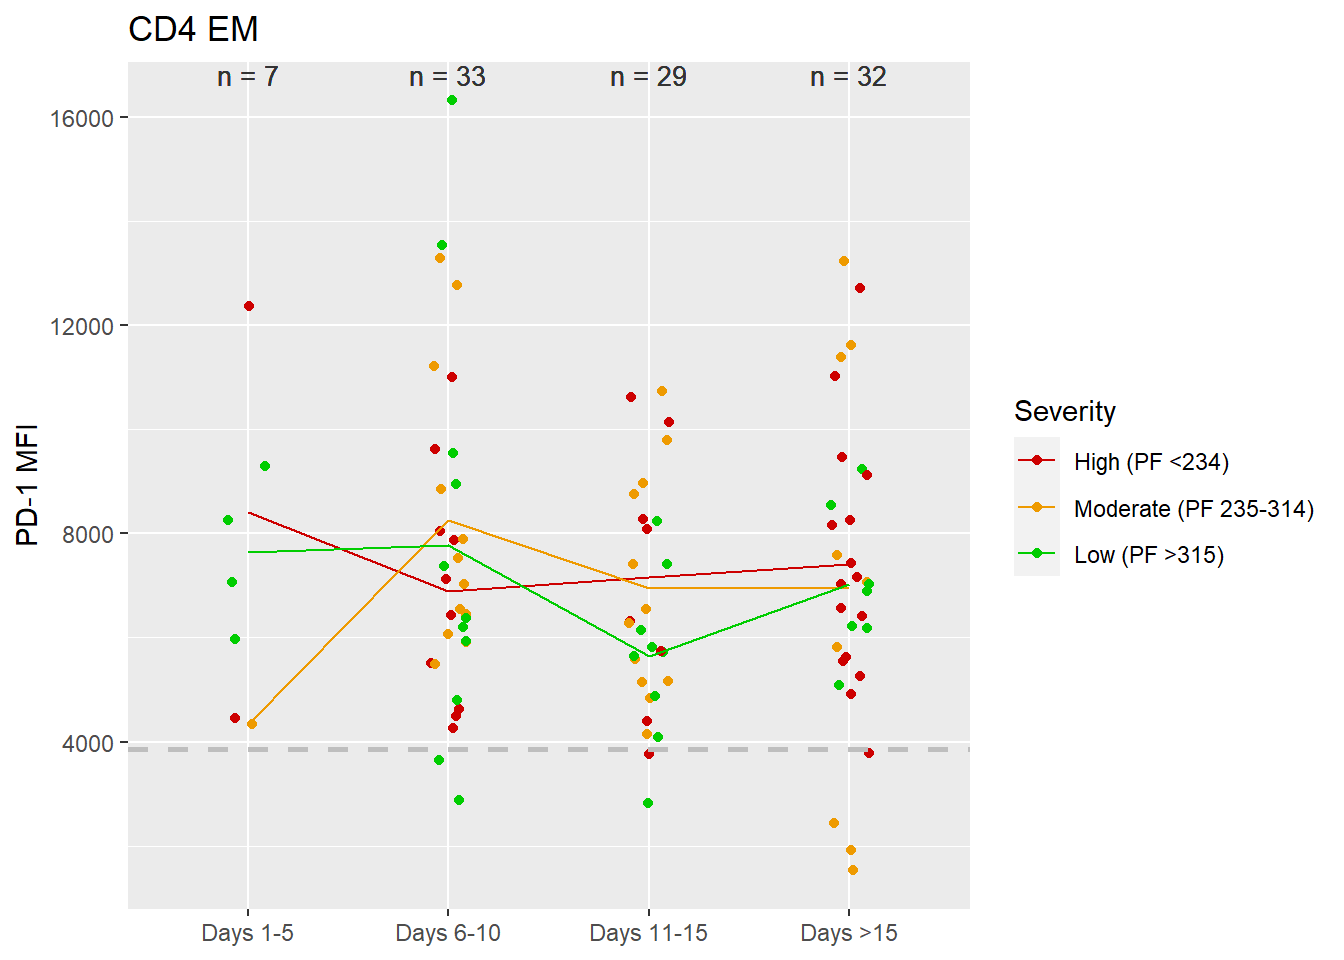 CD4 EM
n = 7
n = 33
n = 29
n = 32
16000
12000
8000
4000
PD-1 MFI
Days 1-5
Days 6-10
Days 11-15
Days >15
Severity
High (PF <234)
Moderate (PF 235-314)
Low (PF >315)